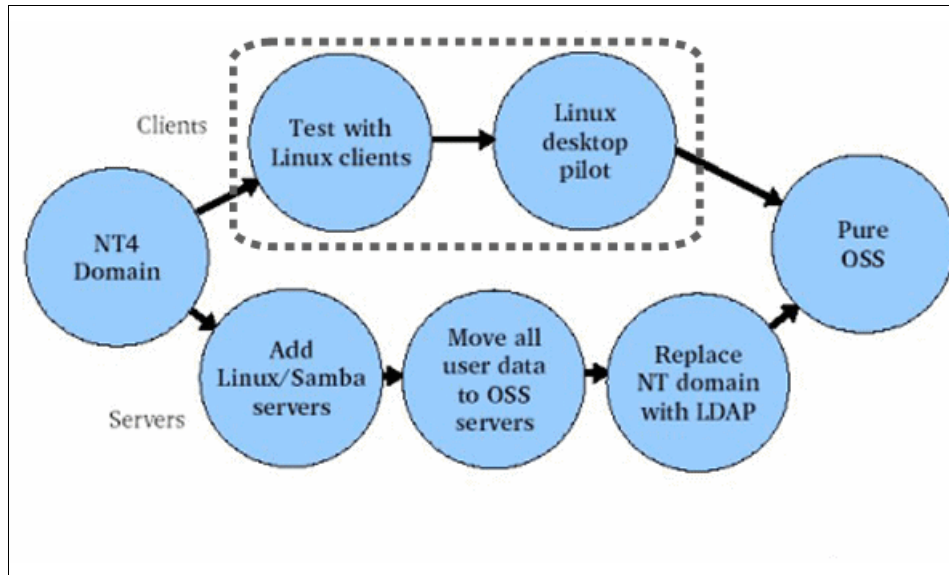 Clients
Test with
Linux clients
Linux
desktop
pilot
NT4
Domain
Pure
OSS
Servers
Add
Linux/Samba
servers
Move all
user data
to OSS
servers
Replace
NT domain
with LDAP